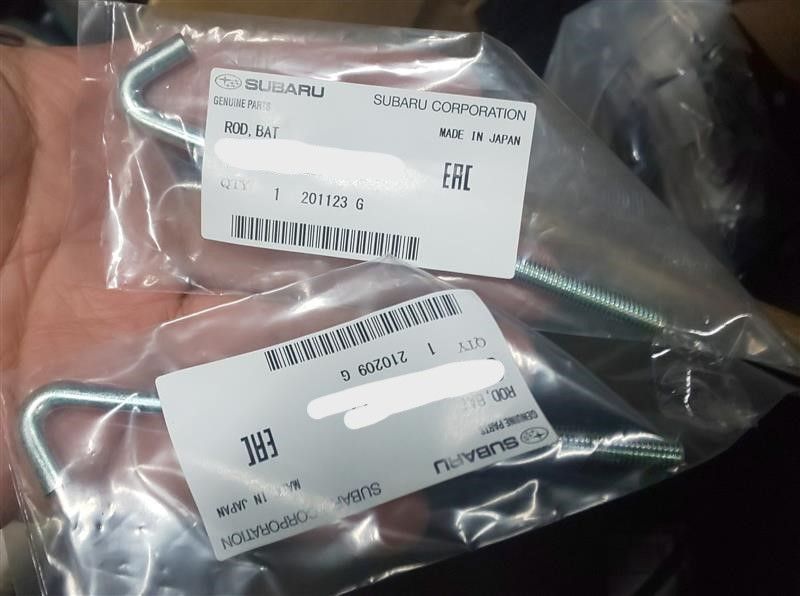 SUBARU
SUBARU CORPORATION
GENUINE PARTS
MADE IN JAPAN
ROD, BAT
EAC
QTY 1 201123 G
SUBARU
SUBARU CORPORATION
GENUINE PARTS
MADE IN JAPAN
ROD, BAT
EAC
QTY 1 210209 G